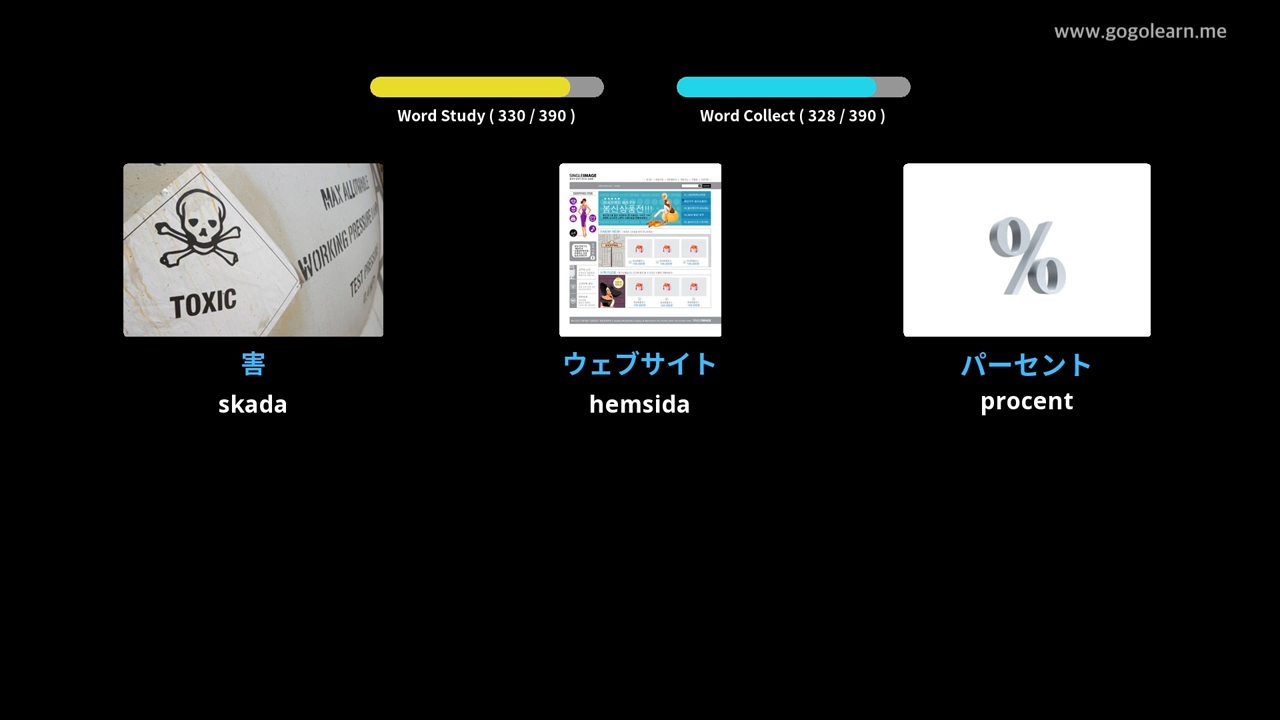 www.gogolearn.me
Word Study ( 330 / 390 )
Word Collect ( 328 / 390 )
TOXIC
MAX ALLOWABLE
WORKING PRESSURE
TEST
害
ウェブサイト
パーセント
skada
hemsida
procent
%